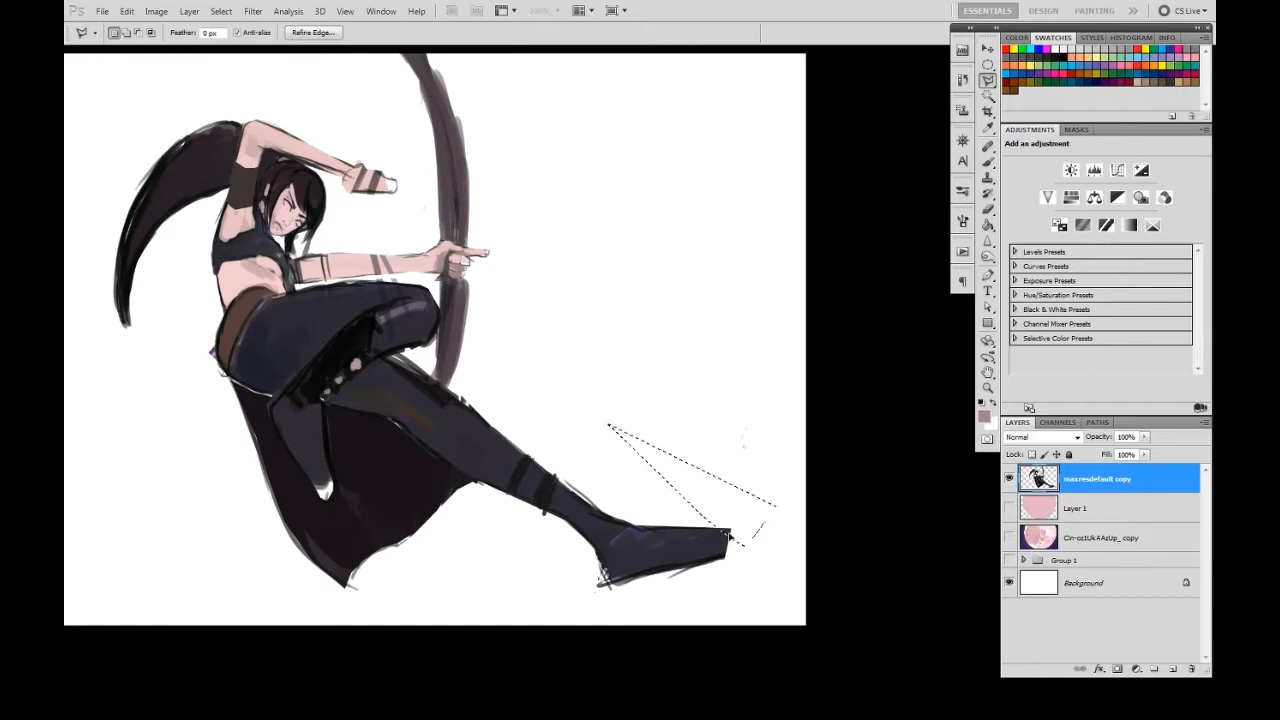 Ps File Edit Image Layer Select Filter Analysis 3D View Window Help 100% ESSENTIALS DESIGN PAINTING CS Live
Feather: 0 px Anti-alias Refine Edge...
COLOR SWATCHES STYLES HISTOGRAM INFO
ADJUSTMENTS MASKS
Add an adjustment
Levels Presets
Curves Presets
Exposure Presets
Hue/Saturation Presets
Black & White Presets
Channel Mixer Presets
Selective Color Presets
LAYERS CHANNELS PATHS
Normal Opacity: 100%
Lock: Fill: 100%
maxresdefault copy
Layer 1
Group 1
Background